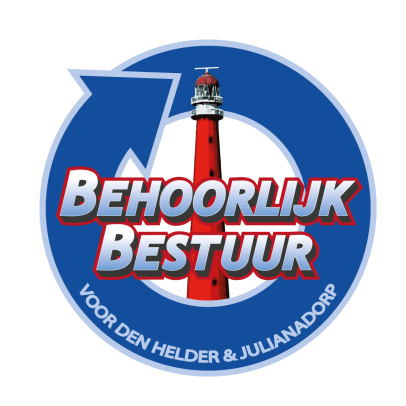 BEHOORLIJK
BESTUUR
VOOR DEN HELDER & JULIANADORP